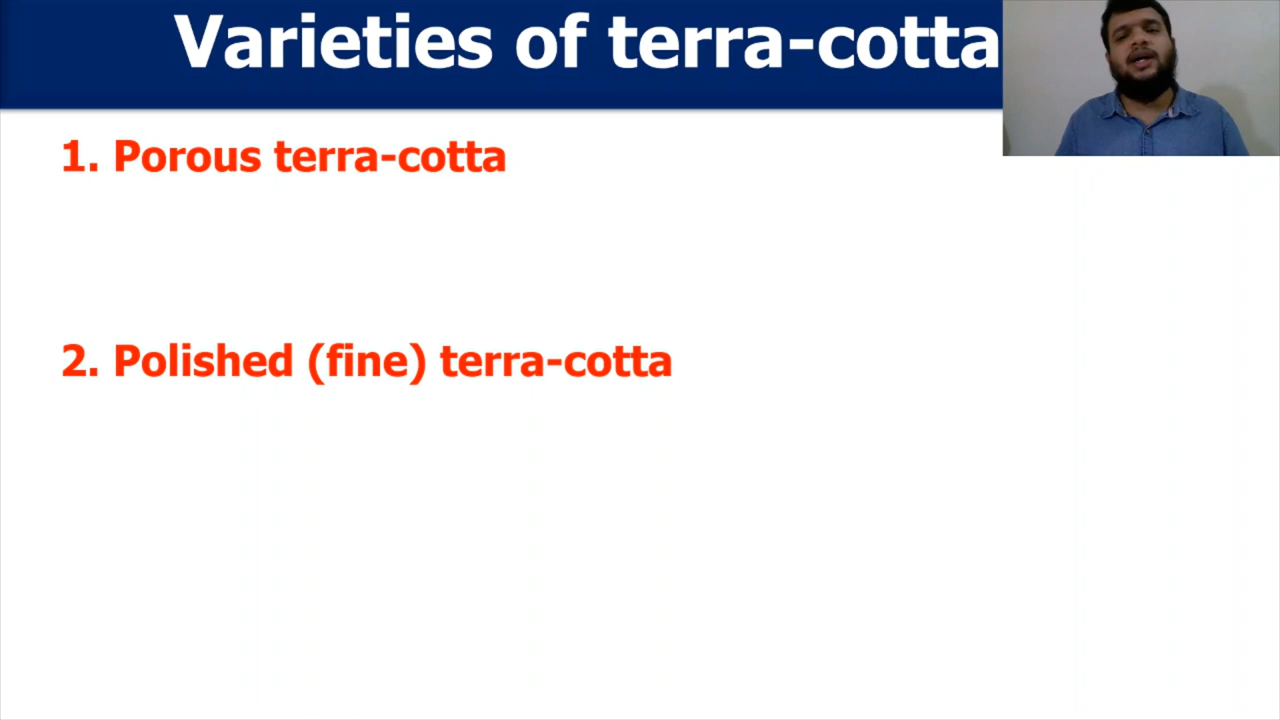 Varieties of terra-cotta
1. Porous terra-cotta
2. Polished (fine) terra-cotta